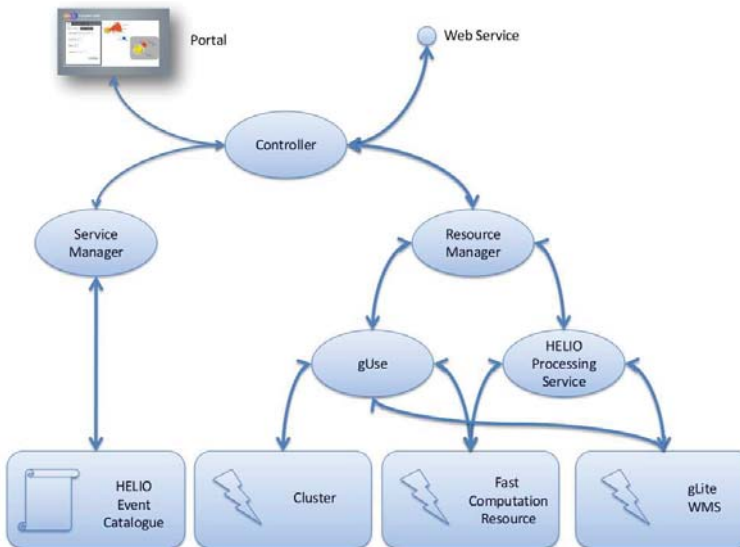 Portal
Web Service
Controller
Service
Manager
Resource
Manager
gUse
HELIO
Processing
Service
HELIO
Event
Catalogue
Cluster
Fast
Computation
Resource
gLite
WMS